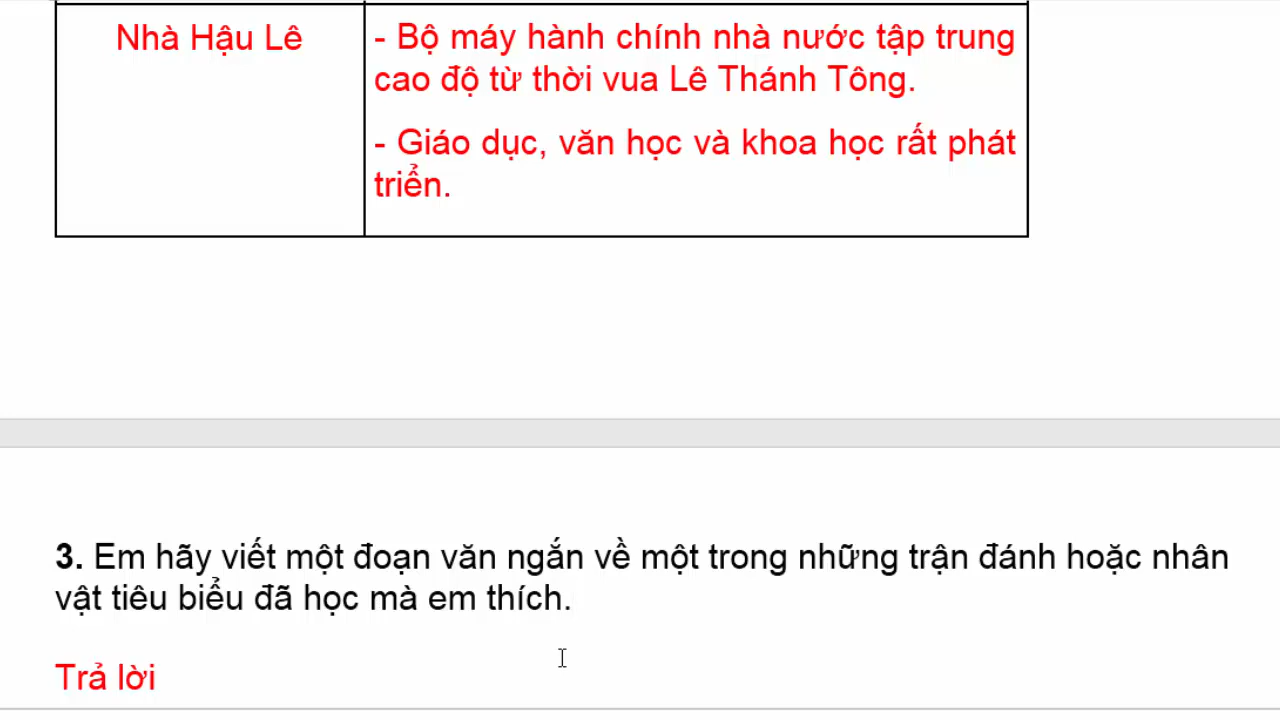 Nhà Hậu Lê
- Bộ máy hành chính nhà nước tập trung
cao độ từ thời vua Lê Thánh Tông.
- Giáo dục, văn học và khoa học rất phát
triển.
3. Em hãy viết một đoạn văn ngắn về một trong những trận đánh hoặc nhân
vật tiêu biểu đã học mà em thích.
Trả lời